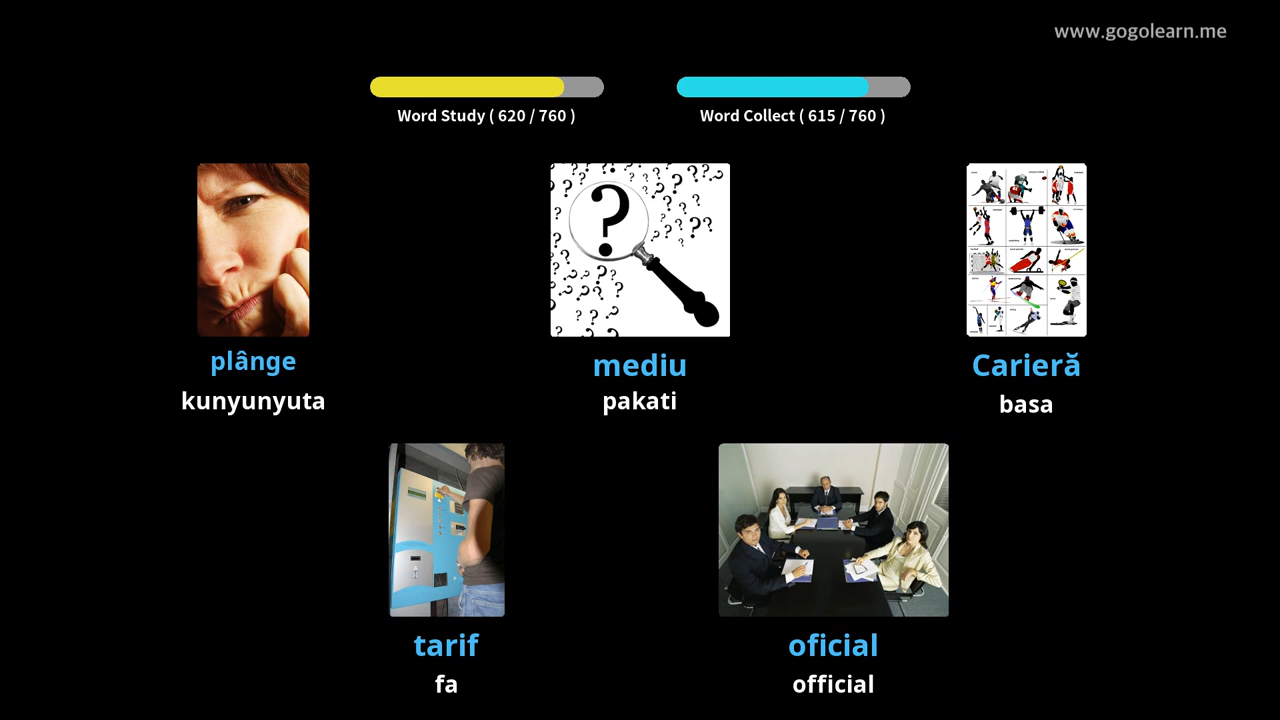 www.gogolearn.me
Word Study ( 620 / 760 )
Word Collect ( 615 / 760 )
plânge
kunyunyuta
mediu
pakati
Carieră
basa
tarif
fa
oficial
official